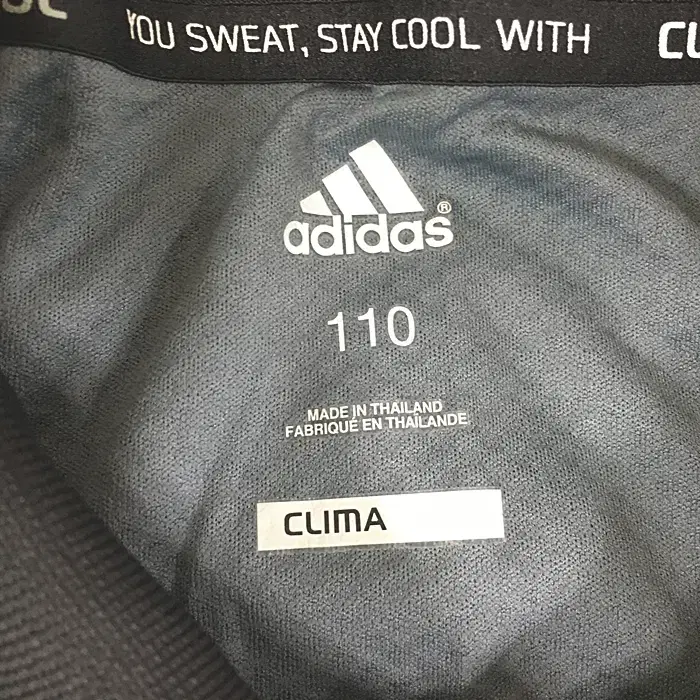 YOU SWEAT, STAY COOL WITH
adidas®
110
MADE IN THAILAND
FABRIQUÉ EN THAÏLANDE
CLIMA